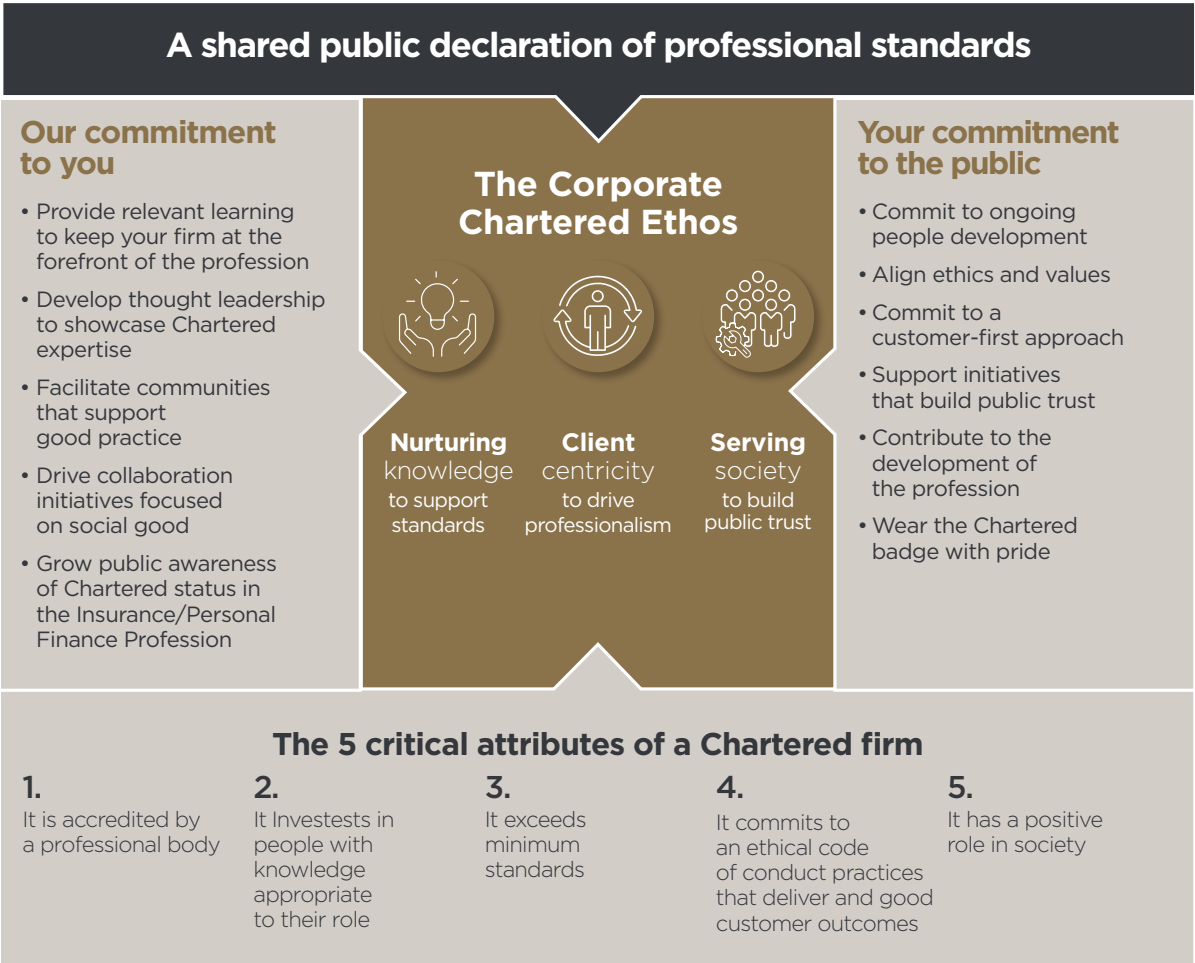 A shared public declaration of professional standards
Our commitment
to you
• Provide relevant learning
to keep your firm at the
forefront of the profession
• Develop thought leadership
to showcase Chartered
expertise
• Facilitate communities
that support
good practice
• Drive collaboration
initiatives focused
on social good
• Grow public awareness
of Chartered status in
the Insurance/Personal
Finance Profession
The Corporate
Chartered Ethos
Nurturing
knowledge
to support
standards
Client
centricity
to drive
professionalism
Serving
society
to build
public trust
Your commitment
to the public
• Commit to ongoing
people development
• Align ethics and values
• Commit to a
customer-first approach
• Support initiatives
that build public trust
• Contribute to the
development of
the profession
• Wear the Chartered
badge with pride
The 5 critical attributes of a Chartered firm
1.
It is accredited by
a professional body
2.
It Investests in
people with
knowledge
appropriate
to their role
3.
It exceeds
minimum
standards
4.
It commits to
an ethical code
of conduct practices
that deliver and good
customer outcomes
5.
It has a positive
role in society